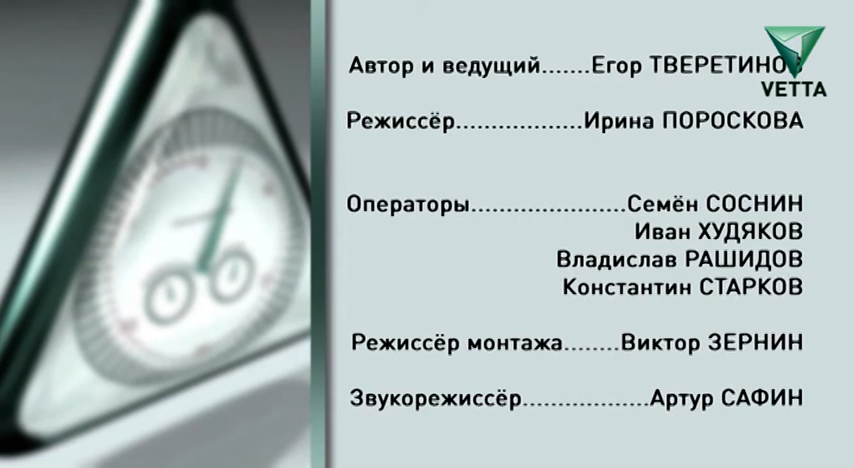 Автор и ведущий.......Егор ТВЕРЕТИНОВ
VETTA
Режиссёр..................Ирина ПОРОСКОВА
Операторы......................Семён СОСНИН
Иван ХУДЯКОВ
Владислав РАШИДОВ
Константин СТАРКОВ
Режиссёр монтажа........Виктор ЗЕРНИН
Звукорежиссёр..................Артур САФИН